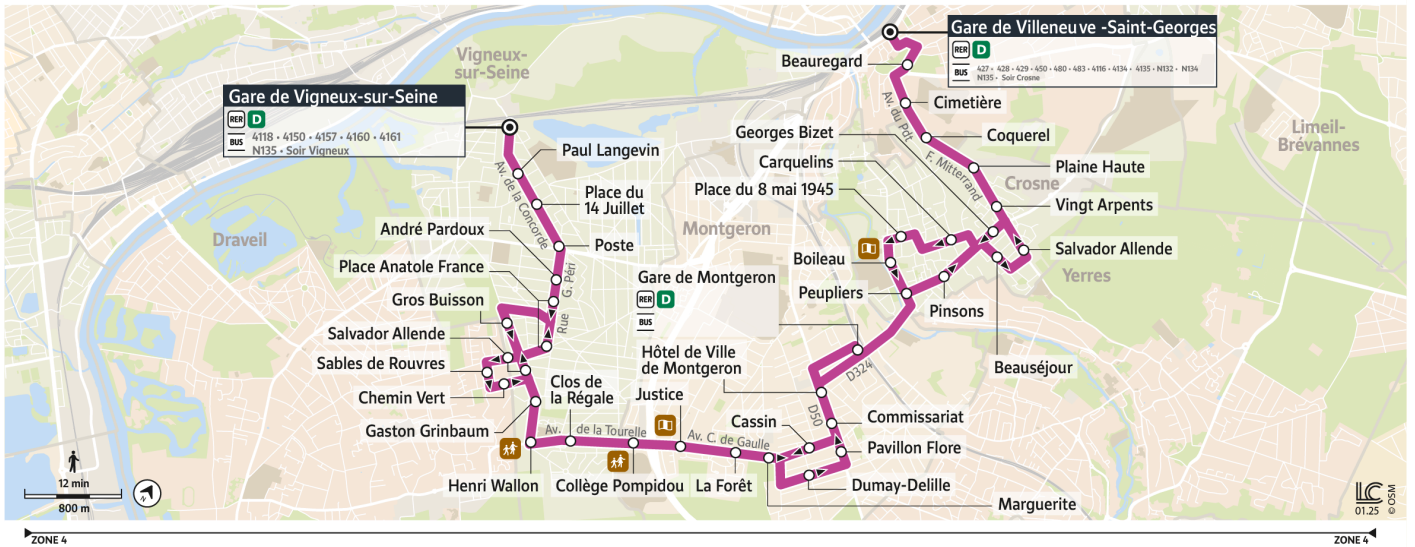 Gare de Villeneuve -Saint-Georges
RER D
BUS
427 • 428 • 429 • 450 • 480 • 483 • 4116 • 4134 • 4135 • N132 • N134
N135 • Soir Crosne
Vigneux-
sur-Seine
Gare de Vigneux-sur-Seine
RER D
BUS
4118 • 4150 • 4157 • 4160 • 4161
N135 • Soir Vigneux
Beauregard
Cimetière
Av. du Pdt
F. Mitterrand
Coquerel
Plaine Haute
Vingt Arpents
Salvador Allende
Limeil-
Brévannes
Crosne
Yerres
Georges Bizet
Carquelins
Place du 8 mai 1945
Boileau
Peupliers
Pinsons
Beauséjour
Montgeron
Draveil
Paul Langevin
Av. de la Concorde
Place du
14 Juillet
Poste
André Pardoux
Place Anatole France
Rue G. Péri
Gros Buisson
Salvador Allende
Sables de Rouvres
Chemin Vert
Gaston Grinbaum
Henri Wallon
Clos de
la Régale
Av. de la Tourelle
Collège Pompidou
Justice
Av. C. de Gaulle
La Forêt
Gare de Montgeron
RER D
BUS
Hôtel de Ville
de Montgeron
D324
D50
Cassin
Commissariat
Pavillon Flore
Dumay-Delille
Marguerite
12 min
800 m
N
LC
01.25
© OSM
ZONE 4
ZONE 4